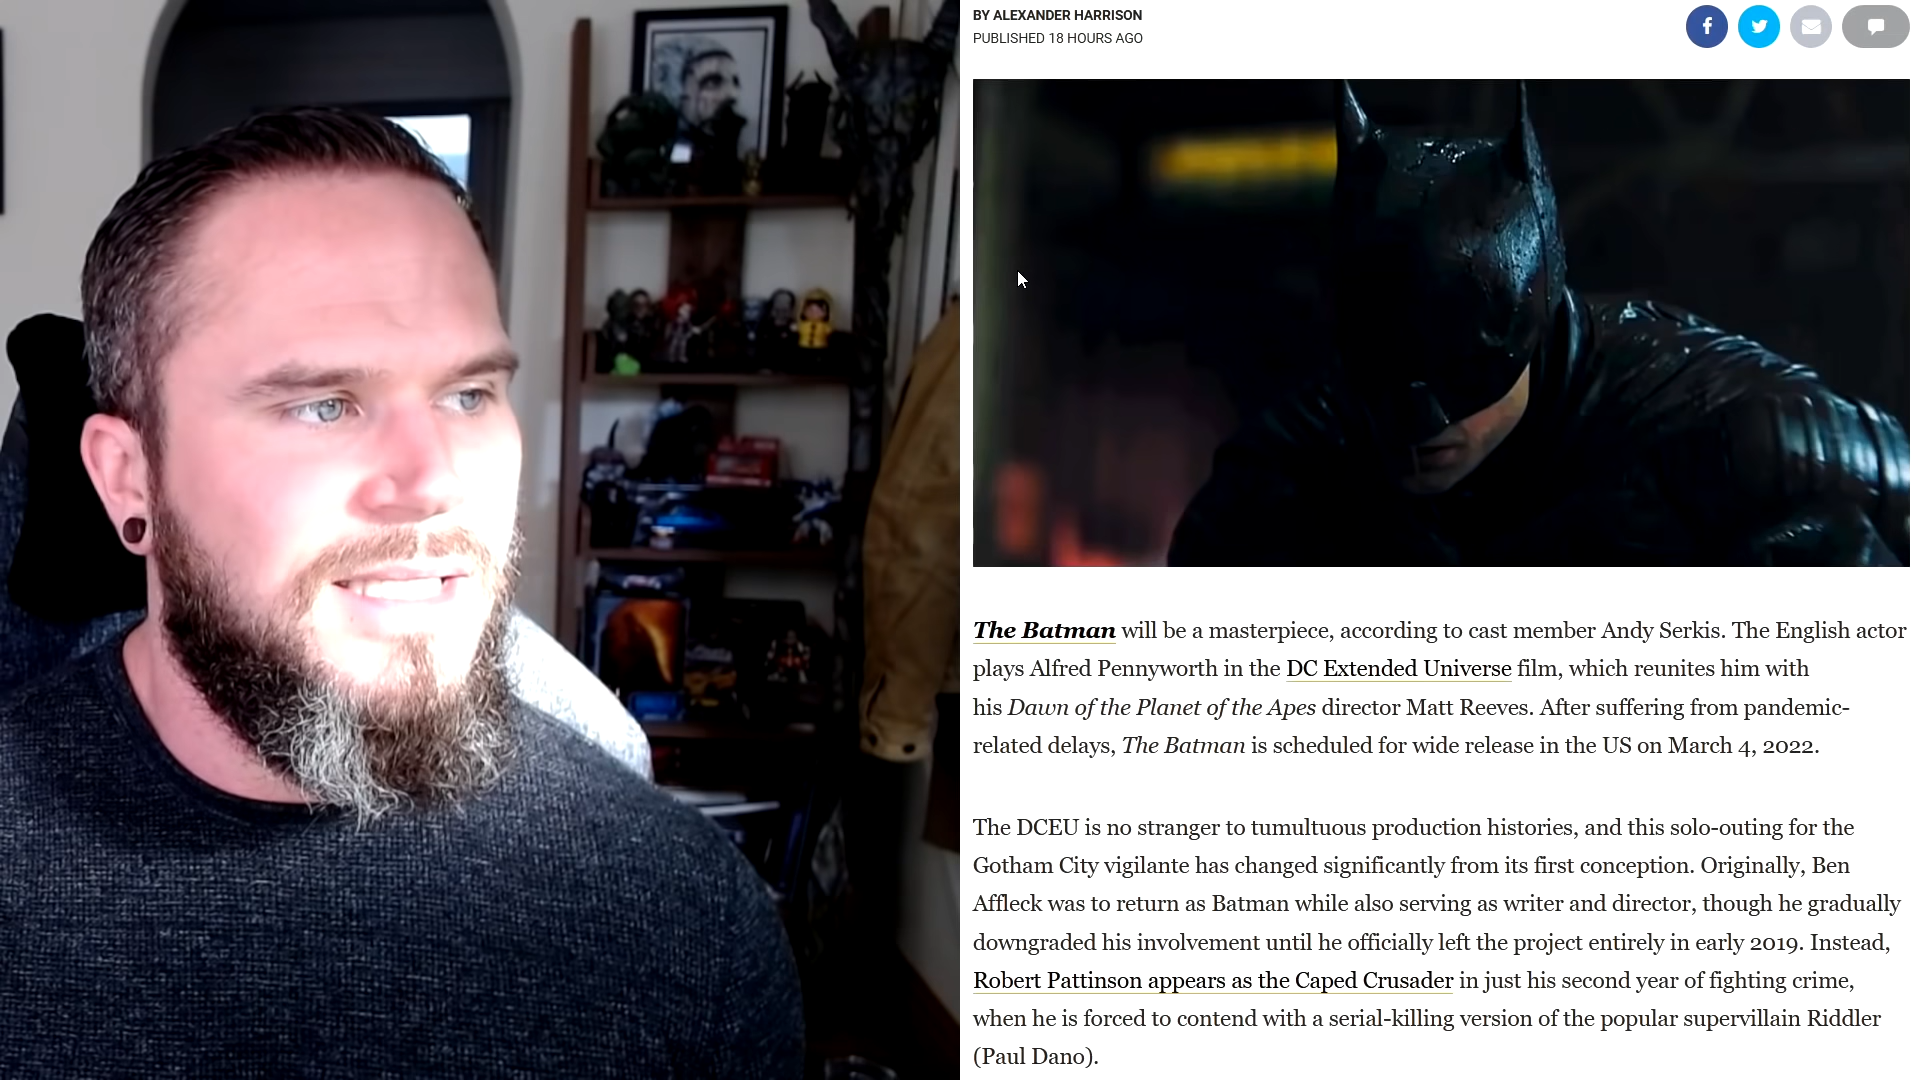 BY ALEXANDER HARRISON
PUBLISHED 18 HOURS AGO
The Batman will be a masterpiece, according to cast member Andy Serkis. The English actor
plays Alfred Pennyworth in the DC Extended Universe film, which reunites him with
his Dawn of the Planet of the Apes director Matt Reeves. After suffering from pandemic-
related delays, The Batman is scheduled for wide release in the US on March 4, 2022.
The DCEU is no stranger to tumultuous production histories, and this solo-outing for the
Gotham City vigilante has changed significantly from its first conception. Originally, Ben
Affleck was to return as Batman while also serving as writer and director, though he gradually
downgraded his involvement until he officially left the project entirely in early 2019. Instead,
Robert Pattinson appears as the Caped Crusader in just his second year of fighting crime,
when he is forced to contend with a serial-killing version of the popular supervillain Riddler
(Paul Dano).